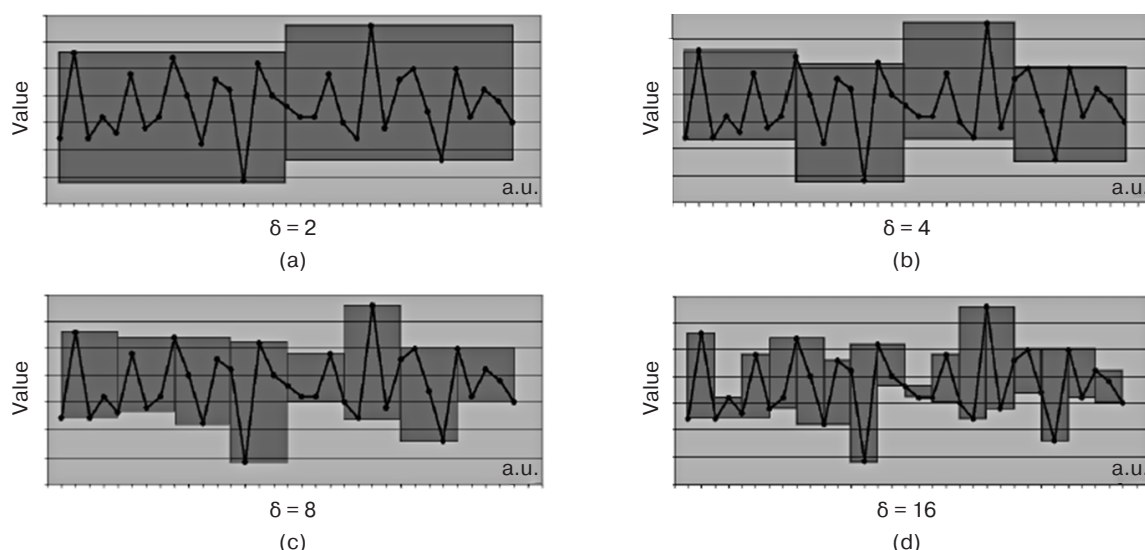 Value
a.u.
δ = 2
(a)
Value
a.u.
δ = 4
(b)
Value
a.u.
δ = 8
(c)
Value
a.u.
δ = 16
(d)